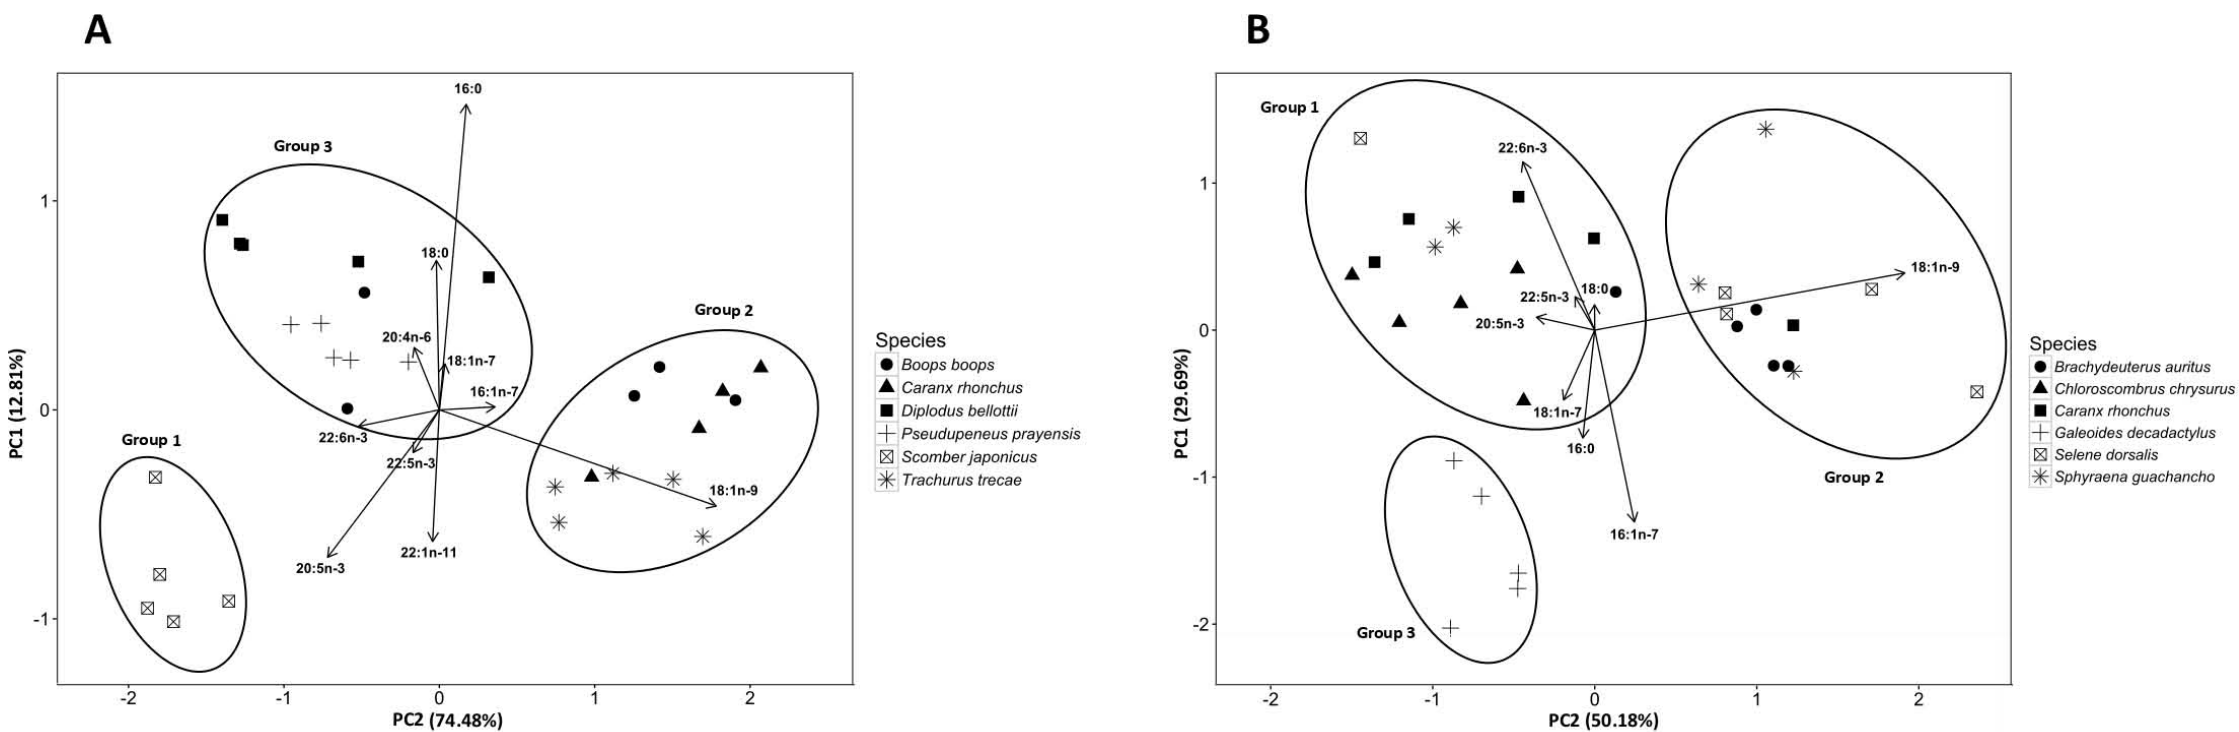 A
B
16:0
Group 3
18:0
20:4n-6
18:1n-7
16:1n-7
22:6n-3
22:5n-3
Group 2
18:1n-9
Group 1
20:5n-3
22:1n-11
1
0
-1
PC1 (12.81%)
-2
-1
0
1
2
PC2 (74.48%)
Species
Boops boops
Caranx rhonchus
Diplodus bellottii
Pseudupeneus prayensis
Scomber japonicus
Trachurus trecae
Group 1
22:6n-3
18:1n-9
22:5n-3
18:0
20:5n-3
18:1n-7
16:0
Group 2
16:1n-7
Group 3
1
0
-1
-2
PC1 (29.69%)
-2
-1
0
1
2
PC2 (50.18%)
Species
Brachydeuterus auritus
Chloroscombrus chrysurus
Caranx rhonchus
Galeoides decadactylus
Selene dorsalis
Sphyraena guachancho